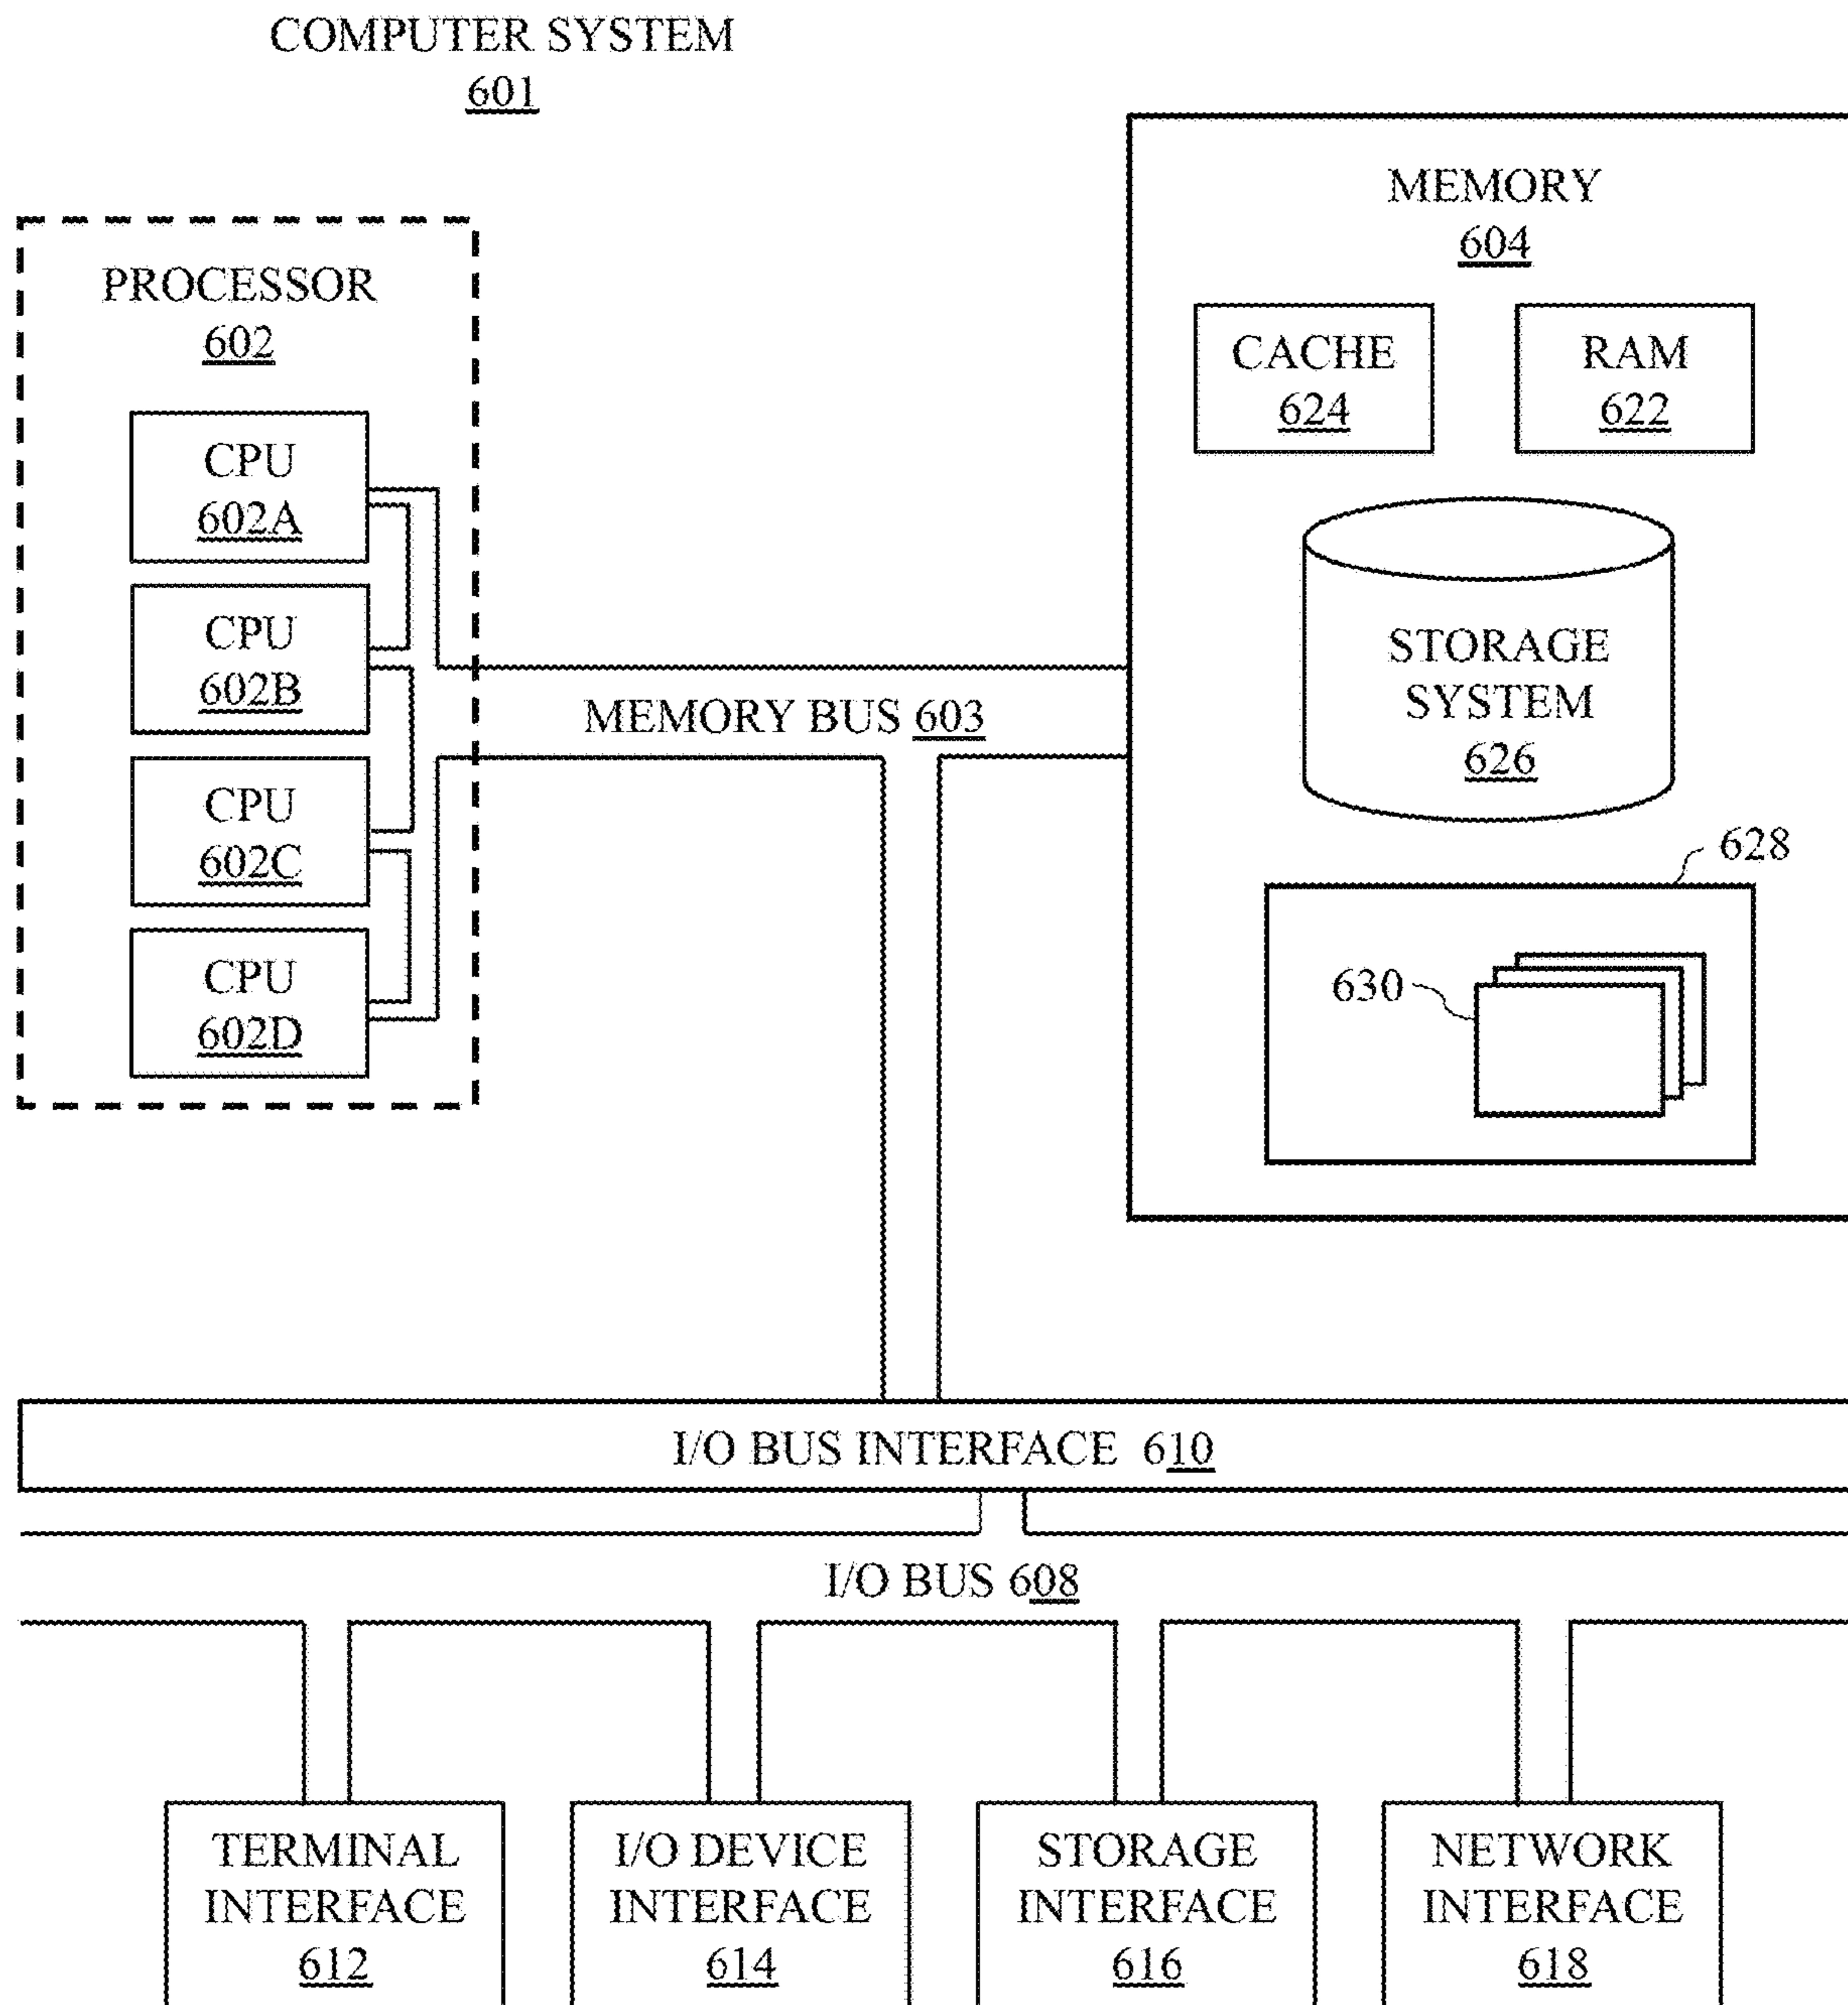 COMPUTER SYSTEM
601
PROCESSOR
602
CPU
602A
CPU
602B
CPU
602C
CPU
602D
MEMORY BUS 603
MEMORY
604
CACHE
624
RAM
622
STORAGE
SYSTEM
626
628
630
I/O BUS INTERFACE 610
I/O BUS 608
TERMINAL
INTERFACE
612
I/O DEVICE
INTERFACE
614
STORAGE
INTERFACE
616
NETWORK
INTERFACE
618